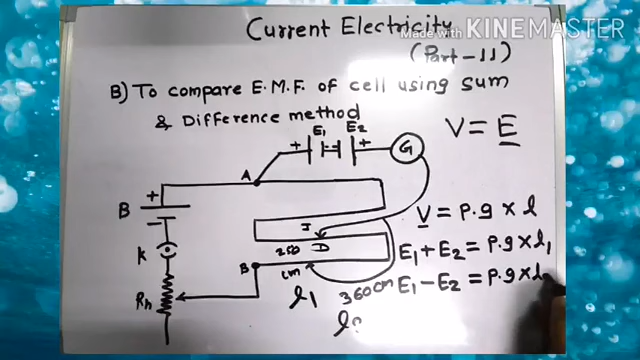 Current Electricity
Made with KINEMASTER
(Part-11)
B) To compare E.M.F. of cell using sum
& Difference method
V = E
+ E1 E2 +
G
A
+
B
K
Rh
J
250 D
B
cm
l1
360cm
V = P.g × l
E1+E2 = P.g × l1
E1-E2 = P.g × l